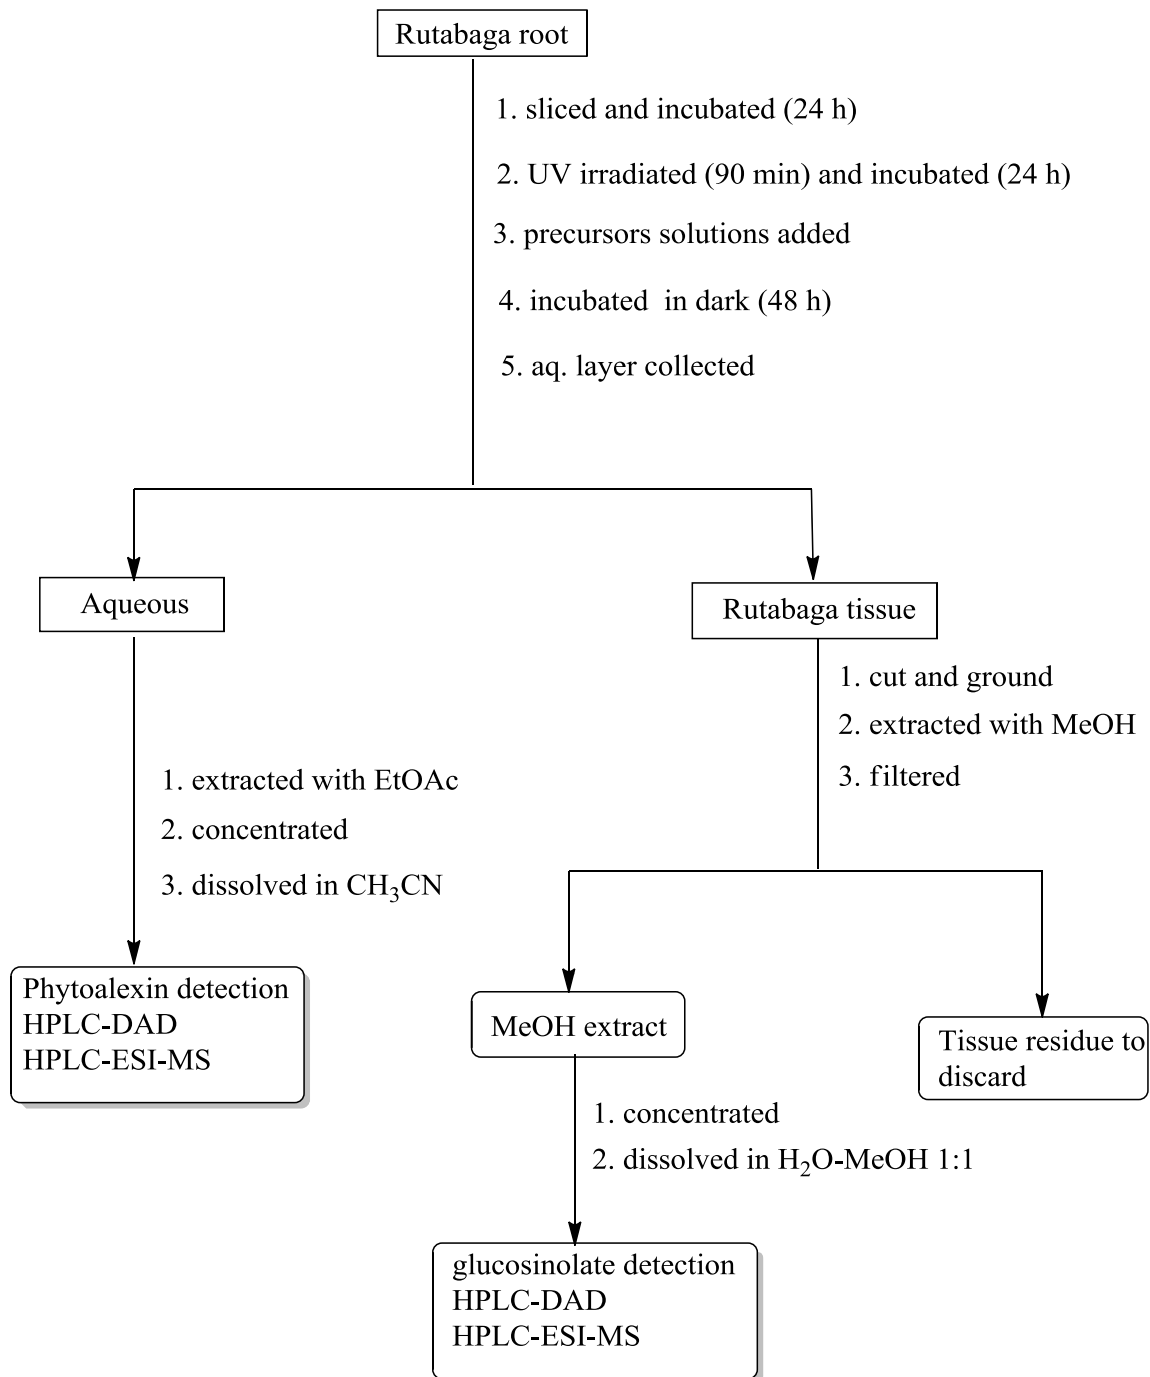 Rutabaga root
1. sliced and incubated (24 h)
2. UV irradiated (90 min) and incubated (24 h)
3. precursors solutions added
4. incubated in dark (48 h)
5. aq. layer collected
Aqueous
Rutabaga tissue
1. extracted with EtOAc
2. concentrated
3. dissolved in CH₃CN
1. cut and ground
2. extracted with MeOH
3. filtered
Phytoalexin detection
HPLC-DAD
HPLC-ESI-MS
MeOH extract
Tissue residue to
discard
1. concentrated
2. dissolved in H₂O-MeOH 1:1
glucosinolate detection
HPLC-DAD
HPLC-ESI-MS